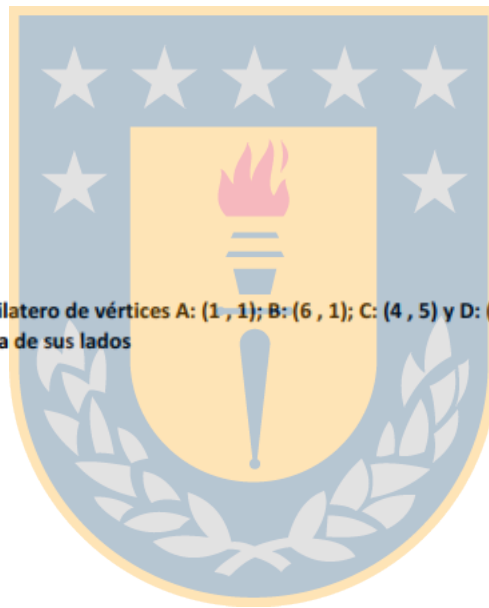 ilatero de vértices A: (1 , 1); B: (6 , 1); C: (4 , 5) y D: (
a de sus lados